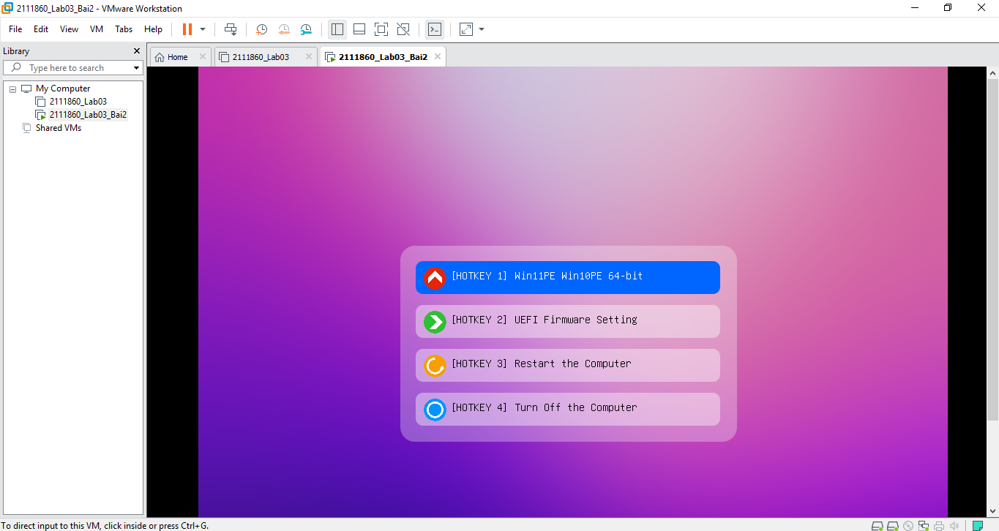 2111860_Lab03_Bai2 - VMware Workstation
File Edit View VM Tabs Help
Library
Type here to search
My Computer
2111860_Lab03
2111860_Lab03_Bai2
Shared VMs
Home 2111860_Lab03 2111860_Lab03_Bai2
[HOTKEY 1] Win11PE Win10PE 64-bit
[HOTKEY 2] UEFI Firmware Setting
[HOTKEY 3] Restart the Computer
[HOTKEY 4] Turn Off the Computer
To direct input to this VM, click inside or press Ctrl+G.